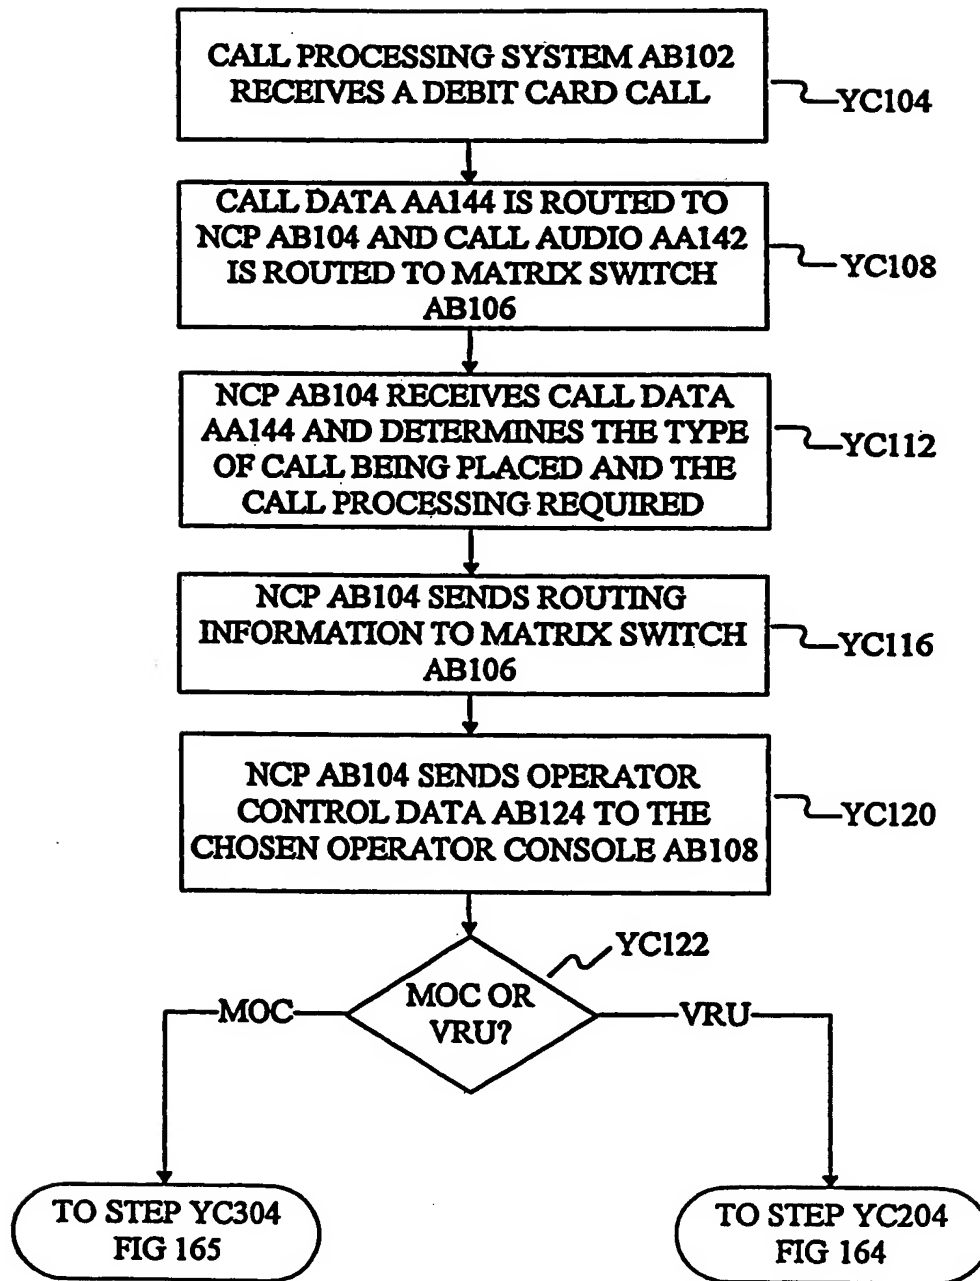 CALL PROCESSING SYSTEM AB102
RECEIVES A DEBIT CARD CALL
YC104
CALL DATA AA144 IS ROUTED TO
NCP AB104 AND CALL AUDIO AA142
IS ROUTED TO MATRIX SWITCH
AB106
YC108
NCP AB104 RECEIVES CALL DATA
AA144 AND DETERMINES THE TYPE
OF CALL BEING PLACED AND THE
CALL PROCESSING REQUIRED
YC112
NCP AB104 SENDS ROUTING
INFORMATION TO MATRIX SWITCH
AB106
YC116
NCP AB104 SENDS OPERATOR
CONTROL DATA AB124 TO THE
CHOSEN OPERATOR CONSOLE AB108
YC120
YC122
MOC OR
VRU?
MOC
VRU
TO STEP YC304
FIG 165
TO STEP YC204
FIG 164